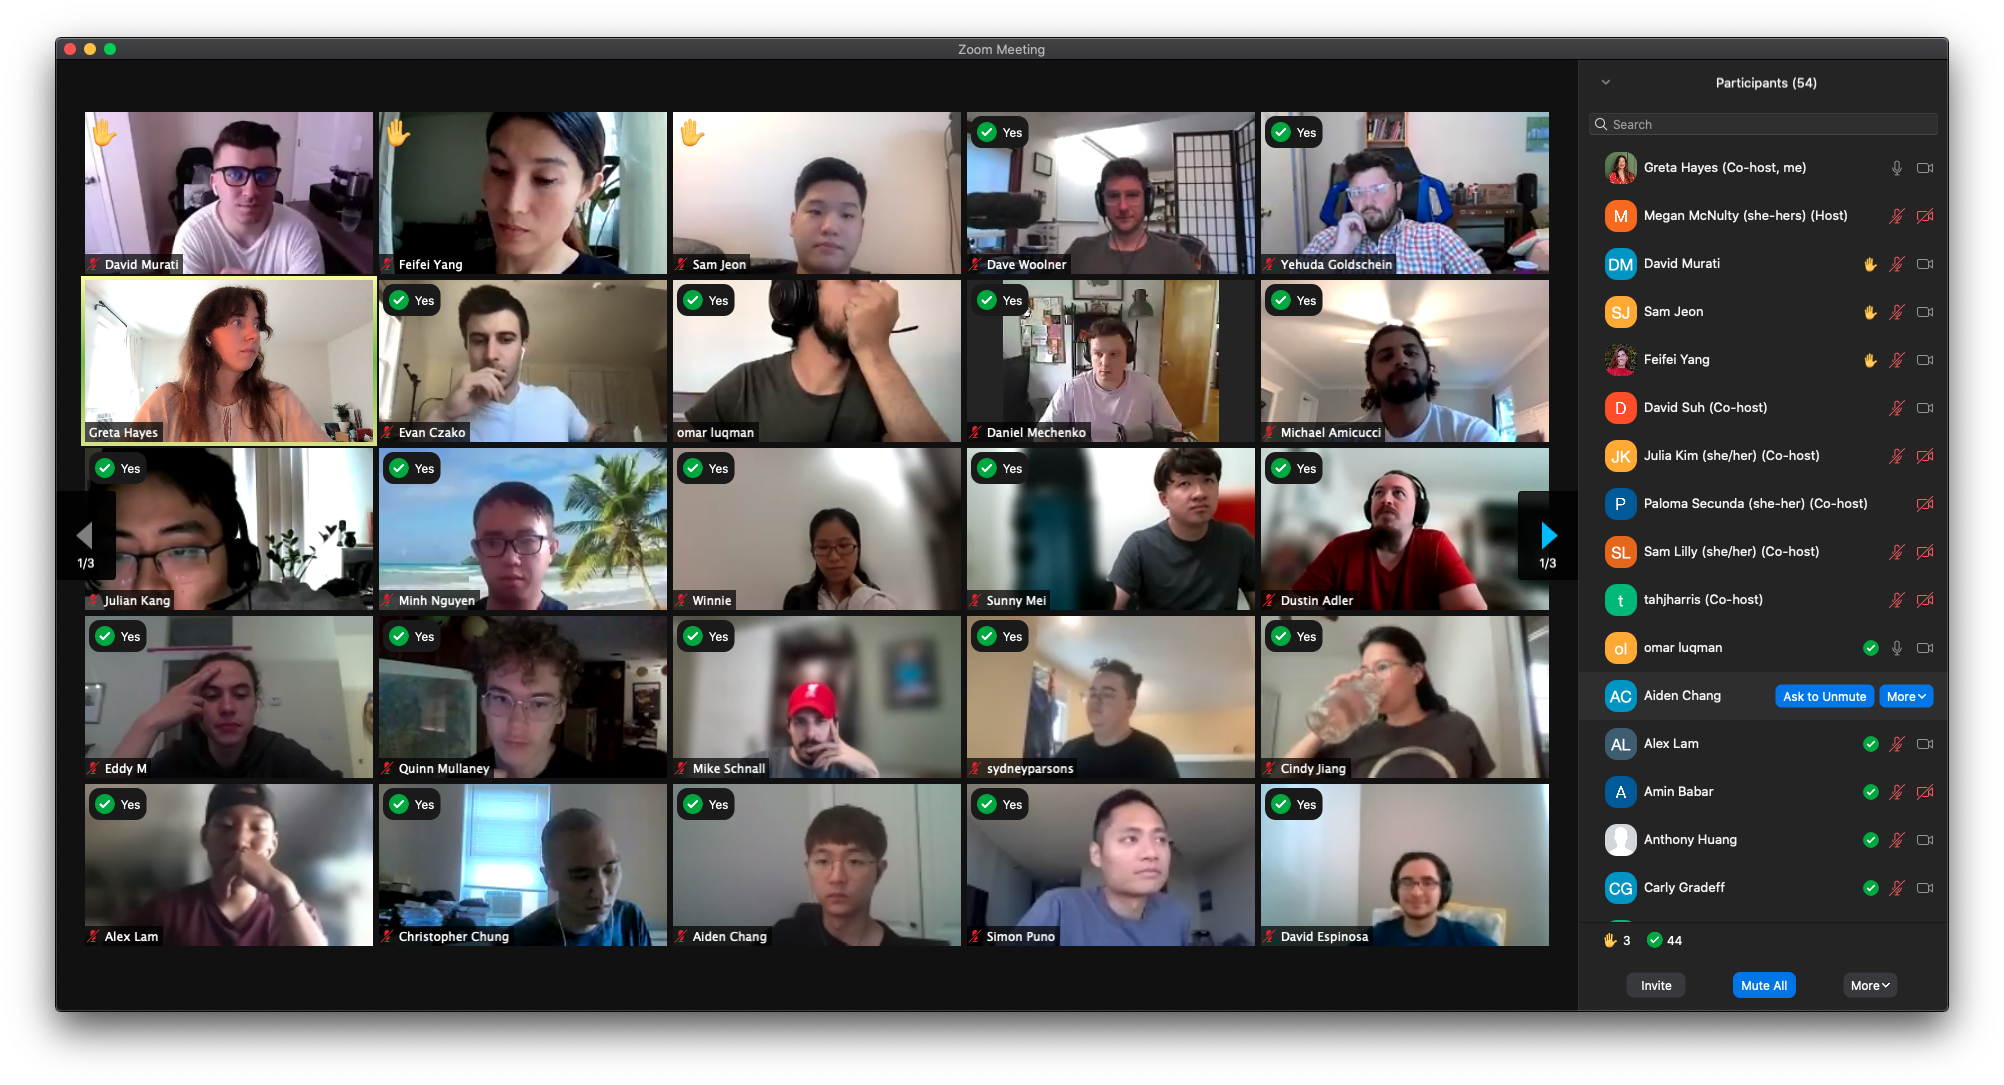 Zoom Meeting
David Murati
Feifei Yang
Sam Jeon
Yes
Dave Woolner
Yes
Yehuda Goldschein
Greta Hayes
Yes
Evan Czako
Yes
omar luqman
Yes
Daniel Mechenko
Yes
Michael Amicucci
Yes
Julian Kang
Yes
Minh Nguyen
Yes
Winnie
Yes
Sunny Mei
Yes
Dustin Adler
1/3
1/3
Yes
Eddy M
Yes
Quinn Mullaney
Yes
Mike Schnall
Yes
sydneyparsons
Yes
Cindy Jiang
Yes
Alex Lam
Yes
Christopher Chung
Yes
Aiden Chang
Yes
Simon Puno
Yes
David Espinosa
Participants (54)
Search
Greta Hayes (Co-host, me)
M Megan McNulty (she-hers) (Host)
DM David Murati
SJ Sam Jeon
Feifei Yang
D David Suh (Co-host)
JK Julia Kim (she/her) (Co-host)
P Paloma Secunda (she-her) (Co-host)
SL Sam Lilly (she/her) (Co-host)
t tahjharris (Co-host)
ol omar luqman
AC Aiden Chang Ask to Unmute More
AL Alex Lam
A Amin Babar
Anthony Huang
CG Carly Gradeff
3 44
Invite Mute All More